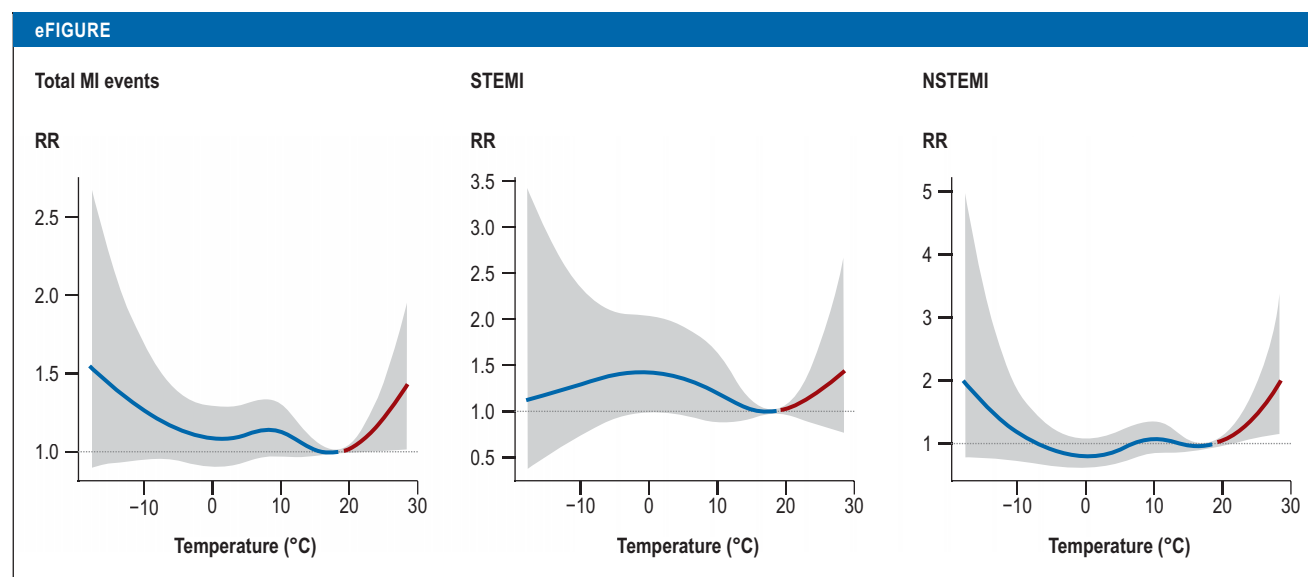 eFIGURE
Total MI events
RR
2.5
2.0
1.5
1.0
−10 0 10 20 30
Temperature (°C)
STEMI
RR
3.5
3.0
2.5
2.0
1.5
1.0
0.5
−10 0 10 20 30
Temperature (°C)
NSTEMI
RR
5
4
3
2
1
−10 0 10 20 30
Temperature (°C)